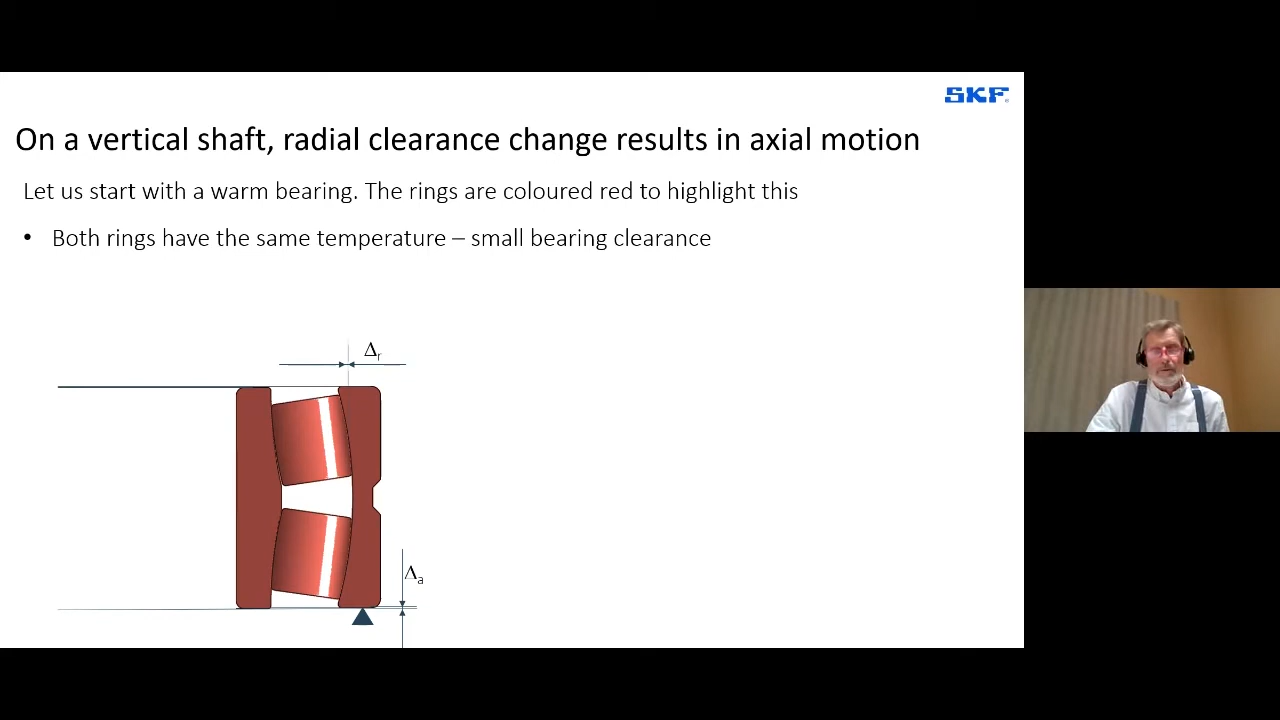 SKF
On a vertical shaft, radial clearance change results in axial motion
Let us start with a warm bearing. The rings are coloured red to highlight this
• Both rings have the same temperature – small bearing clearance
Δr
Δa